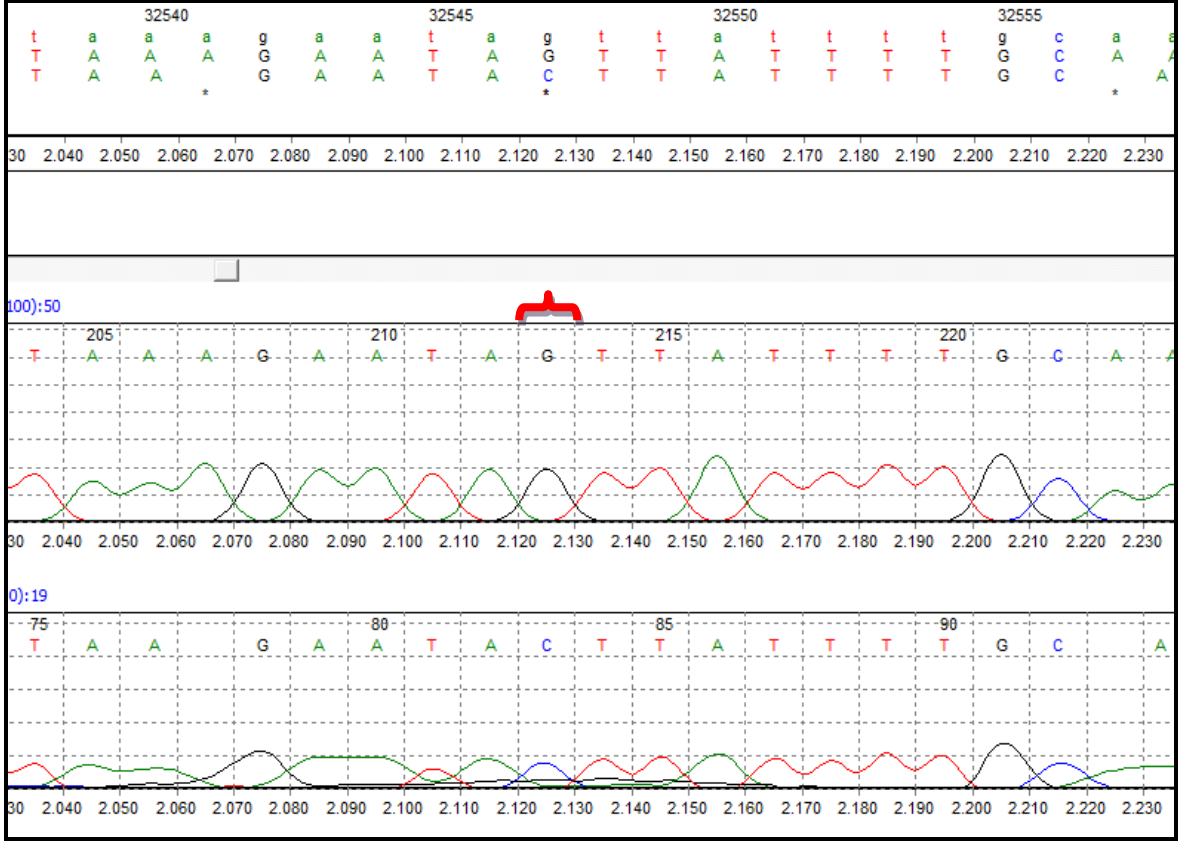 32540 32545 32550 32555
t a a a g a a t a g t t a t t t t g c a a
T A A A G A A T A G T T A T T T T G C A A
T A A G A A T A C T T A T T T T G C A
* * *
30 2.040 2.050 2.060 2.070 2.080 2.090 2.100 2.110 2.120 2.130 2.140 2.150 2.160 2.170 2.180 2.190 2.200 2.210 2.220 2.230
100):50
205 210 215 220
T A A A G A A T A G T T A T T T T G C A A
30 2.040 2.050 2.060 2.070 2.080 2.090 2.100 2.110 2.120 2.130 2.140 2.150 2.160 2.170 2.180 2.190 2.200 2.210 2.220 2.230
0):19
75 80 85 90
T A A G A A T A C T T A T T T T G C A
30 2.040 2.050 2.060 2.070 2.080 2.090 2.100 2.110 2.120 2.130 2.140 2.150 2.160 2.170 2.180 2.190 2.200 2.210 2.220 2.230